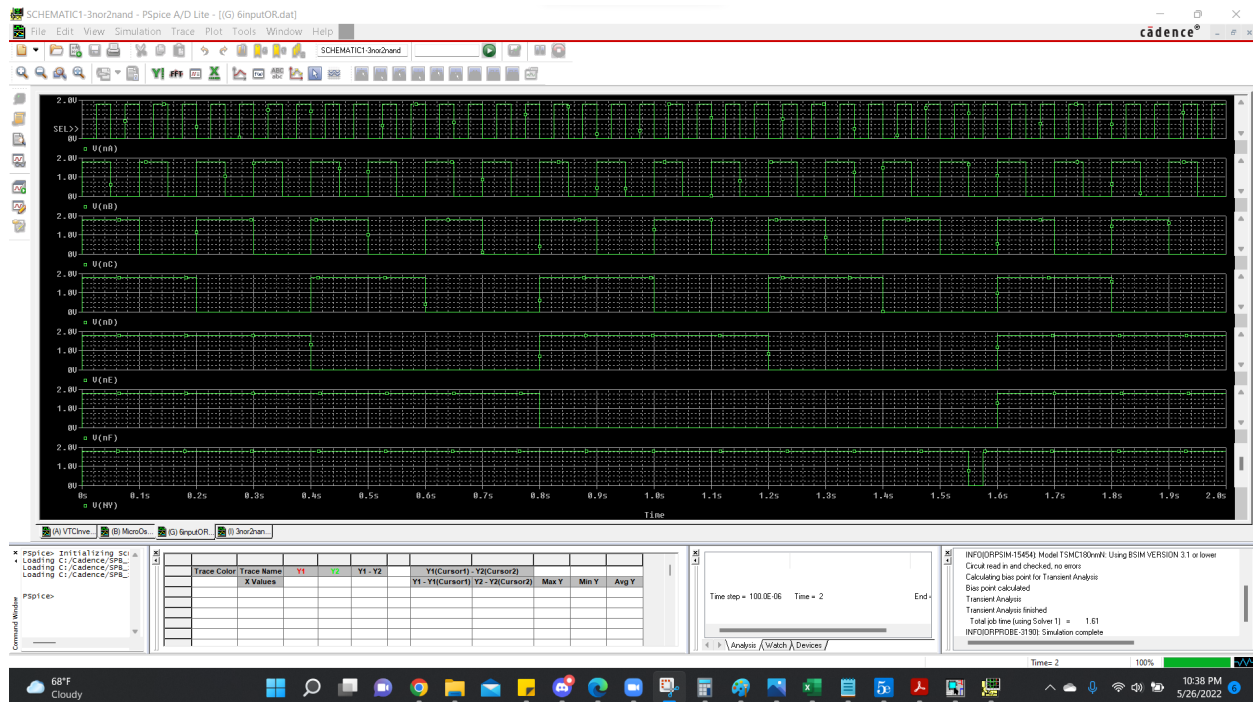 SCHEMATIC1-3nor2nand - PSpice A/D Lite - [(G) 6inputOR.dat]
File Edit View Simulation Trace Plot Tools Window Help
cādence®
SCHEMATIC1-3nor2nand
2.0V
SEL>>
0V
V(nA)
2.0V
1.0V
0V
V(nB)
2.0V
1.0V
0V
V(nC)
2.0V
1.0V
0V
V(nD)
2.0V
1.0V
0V
V(nE)
2.0V
1.0V
0V
V(nF)
2.0V
1.0V
0V
0s 0.1s 0.2s 0.3s 0.4s 0.5s 0.6s 0.7s 0.8s 0.9s 1.0s 1.1s 1.2s 1.3s 1.4s 1.5s 1.6s 1.7s 1.8s 1.9s 2.0s
V(NY)
Time
(A) VTCInve... (B) MicroOs... (G) 6inputOR... (I) 3nor2nan...
PSpice> Initializing Scr
Loading C:/Cadence/SPB_
Loading C:/Cadence/SPB_
Loading C:/Cadence/SPB_
PSpice>
Command Window
Trace Color Trace Name Y1 Y2 Y1 - Y2 Y1(Cursor1) - Y2(Cursor2)
X Values Y1 - Y1(Cursor1) Y2 - Y2(Cursor2) Max Y Min Y Avg Y
Time step = 100.0E-06 Time = 2 End
Analysis Watch Devices
INFO(ORPSIM-15454): Model TSMC180nmN: Using BSIM VERSION 3.1 or lower
Circuit read in and checked, no errors
Calculating bias point for Transient Analysis
Bias point calculated
Transient Analysis
Transient Analysis finished
Total job time (using Solver 1) = 1.61
INFO(ORPROBE-3190): Simulation complete
Time= 2 100%
68°F
Cloudy
10:38 PM
5/26/2022
6